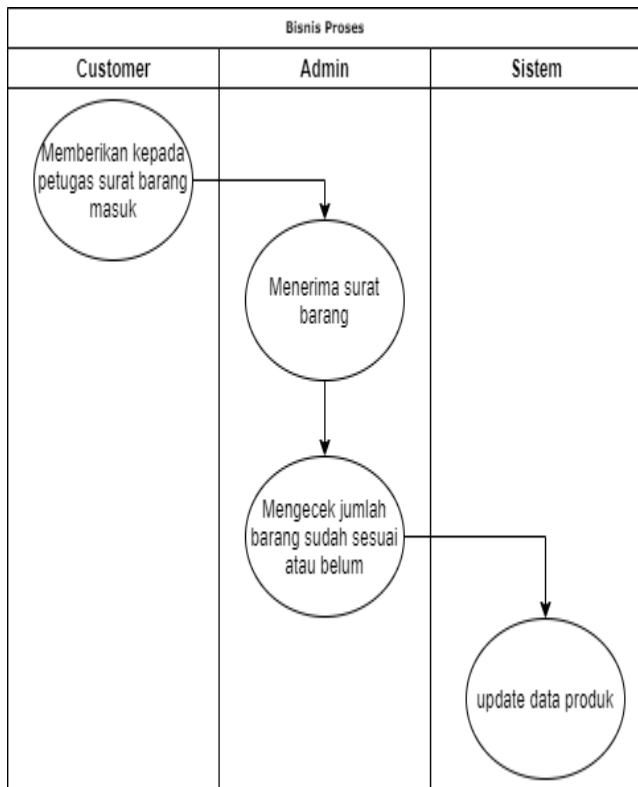 Bisnis Proses
Customer
Admin
Sistem
Memberikan kepada
petugas surat barang
masuk
Menerima surat
barang
Mengecek jumlah
barang sudah sesuai
atau belum
update data produk